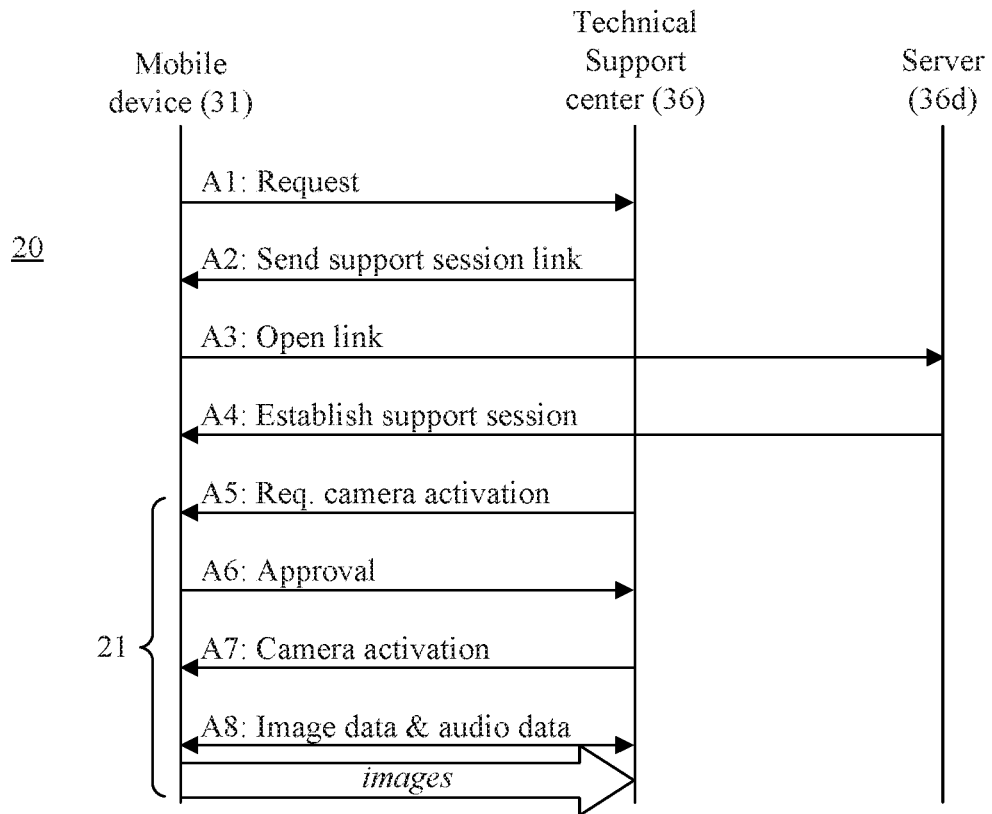 Mobile
device (31)
Technical
Support
center (36)
Server
(36d)
A1: Request
20
A2: Send support session link
A3: Open link
A4: Establish support session
A5: Req. camera activation
A6: Approval
21
A7: Camera activation
A8: Image data & audio data
images